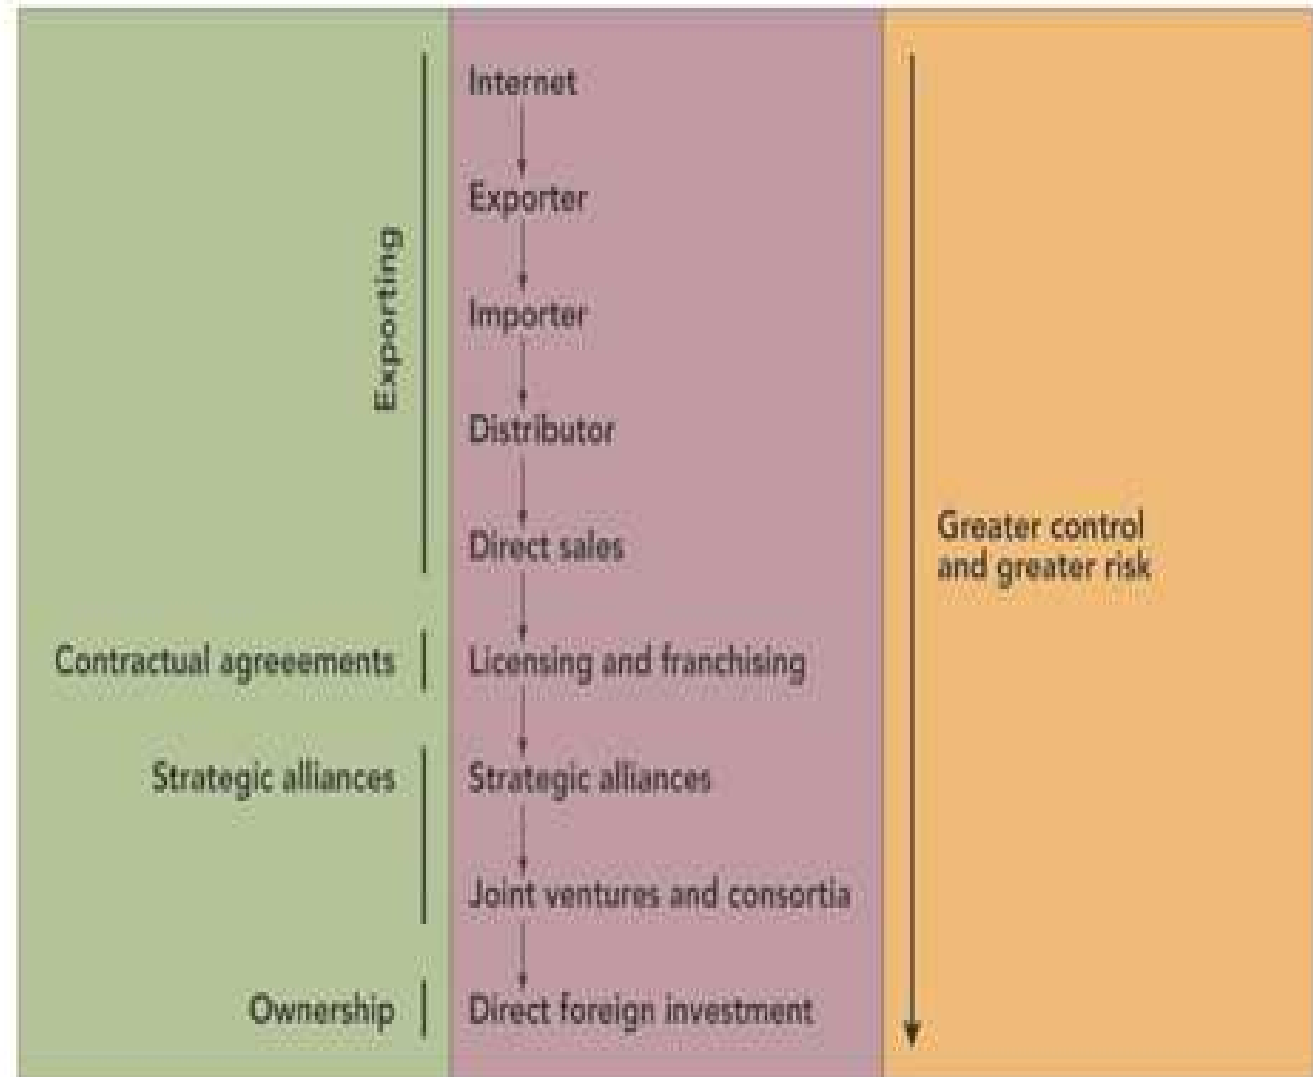 Exporting
Internet
Exporter
Importer
Distributor
Direct sales
Contractual agreeements
Licensing and franchising
Strategic alliances
Strategic alliances
Joint ventures and consortia
Ownership
Direct foreign investment
Greater control
and greater risk